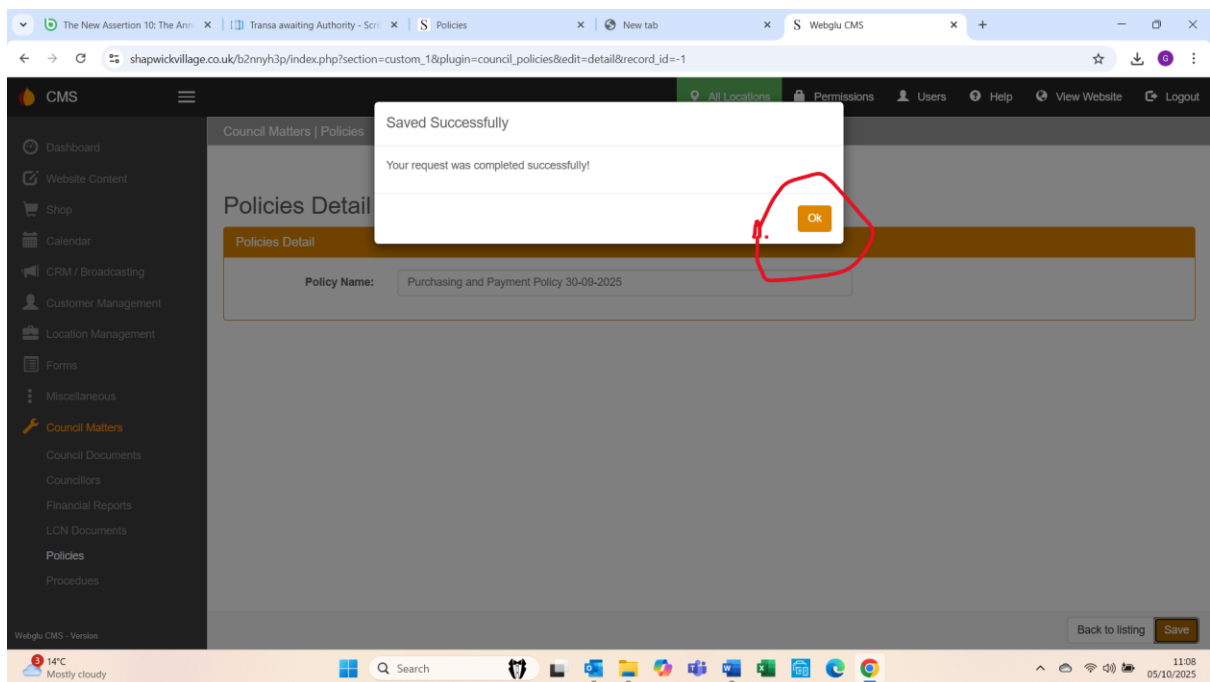 The New Assertion 10: The Ann
Transa awaiting Authority - Scri
S Policies
New tab
S Webglu CMS
shapwickvillage.co.uk/b2nnyh3p/index.php?section=custom_1&plugin=council_policies&edit=detail&record_id=-1
G
CMS
All Locations
Permissions
Users
Help
View Website
Logout
Council Matters | Policies
Saved Successfully
Your request was completed successfully!
Ok
1.
Dashboard
Website Content
Shop
Calendar
CRM / Broadcasting
Customer Management
Location Management
Forms
Miscellaneous
Council Matters
Council Documents
Councillors
Financial Reports
LCN Documents
Policies
Procedues
Policies Detail
Policies Detail
Policy Name:
Purchasing and Payment Policy 30-09-2025
Webglu CMS - Version
Back to listing
Save
3
14°C
Mostly cloudy
Search
11:08
05/10/2025